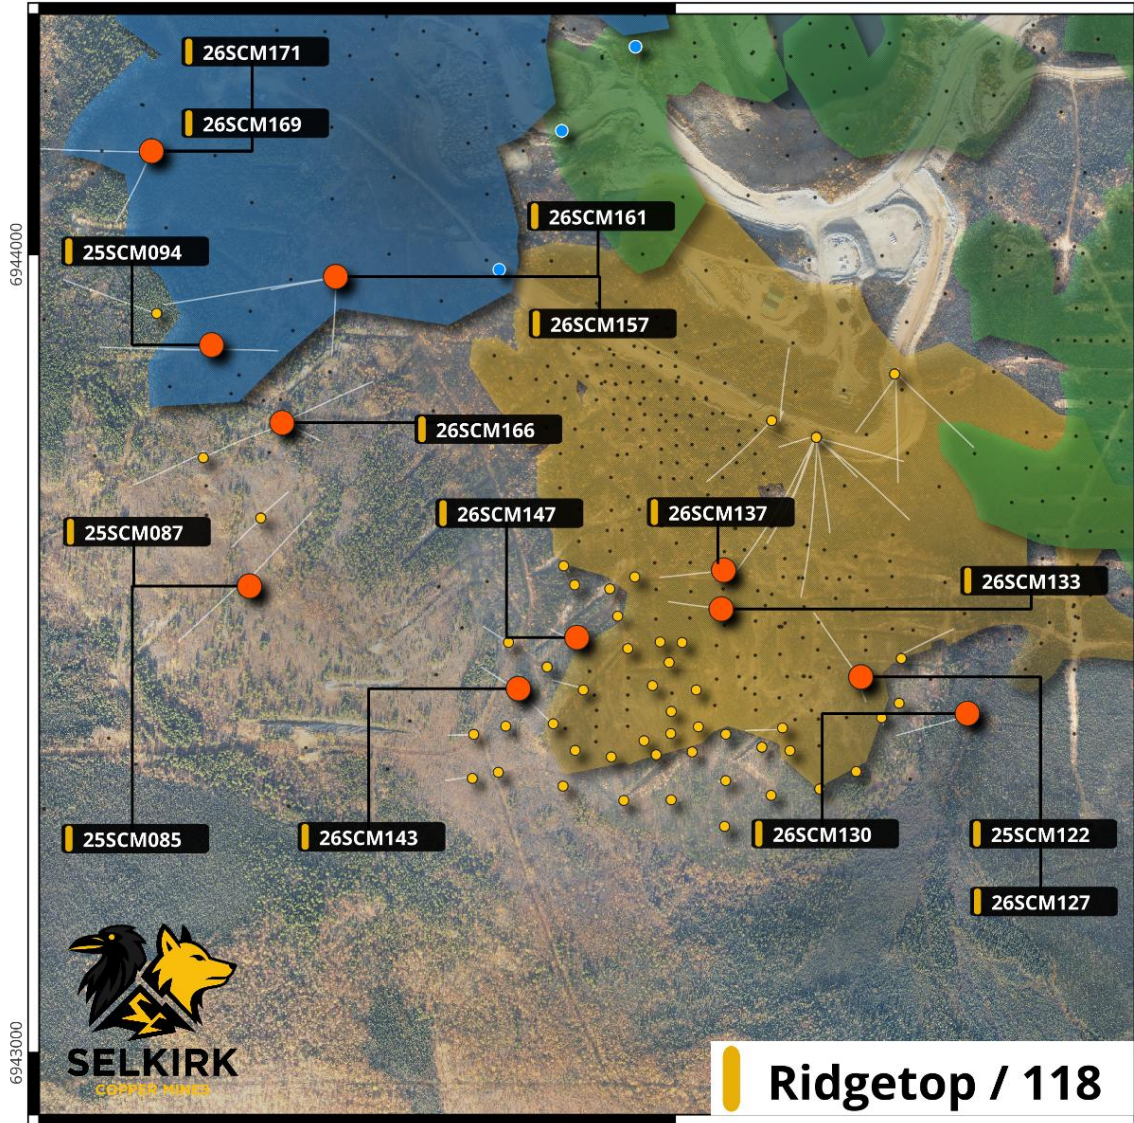 26SCM171
26SCM169
26SCM161
25SCM094
6944000
26SCM157
26SCM166
26SCM147
26SCM137
25SCM087
26SCM133
25SCM085
26SCM143
26SCM130
25SCM122
26SCM127
6943000
SELKIRK
COPPER MINES
Ridgetop / 118